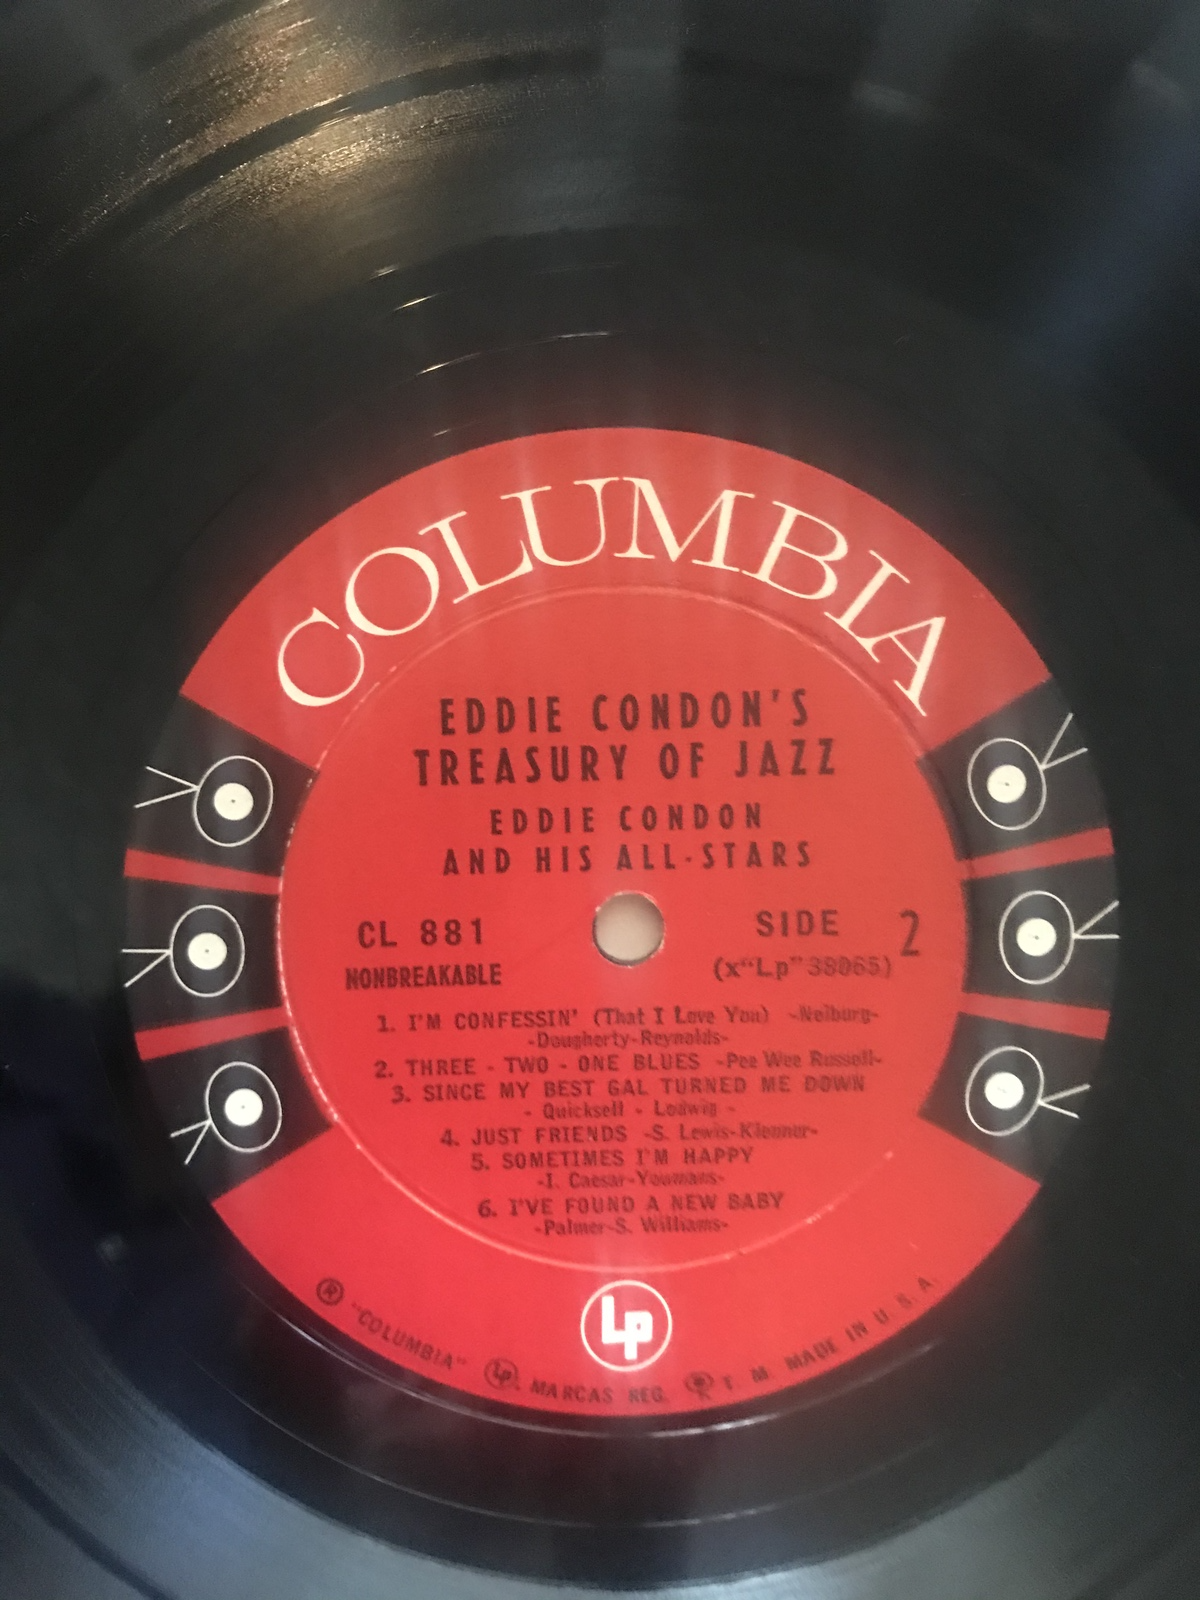 COLUMBIA
EDDIE CONDON'S
TREASURY OF JAZZ
EDDIE CONDON
AND HIS ALL-STARS
CL 881
NONBREAKABLE
SIDE 2
(x"Lp"38065)
1. I'M CONFESSIN' (That I Love You) -Neiburg-
-Dougherty-Reynolds-
2. THREE - TWO - ONE BLUES -Pee Wee Russell-
3. SINCE MY BEST GAL TURNED ME DOWN
- Quicksell - Lodwig -
4. JUST FRIENDS -S. Lewis-Klenner-
5. SOMETIMES I'M HAPPY
-I. Caesar-Youmans-
6. I'VE FOUND A NEW BABY
-Palmer-S. Williams-
Lp
® "COLUMBIA" Lp. MARCAS REG. T. M. MADE IN U. S. A.